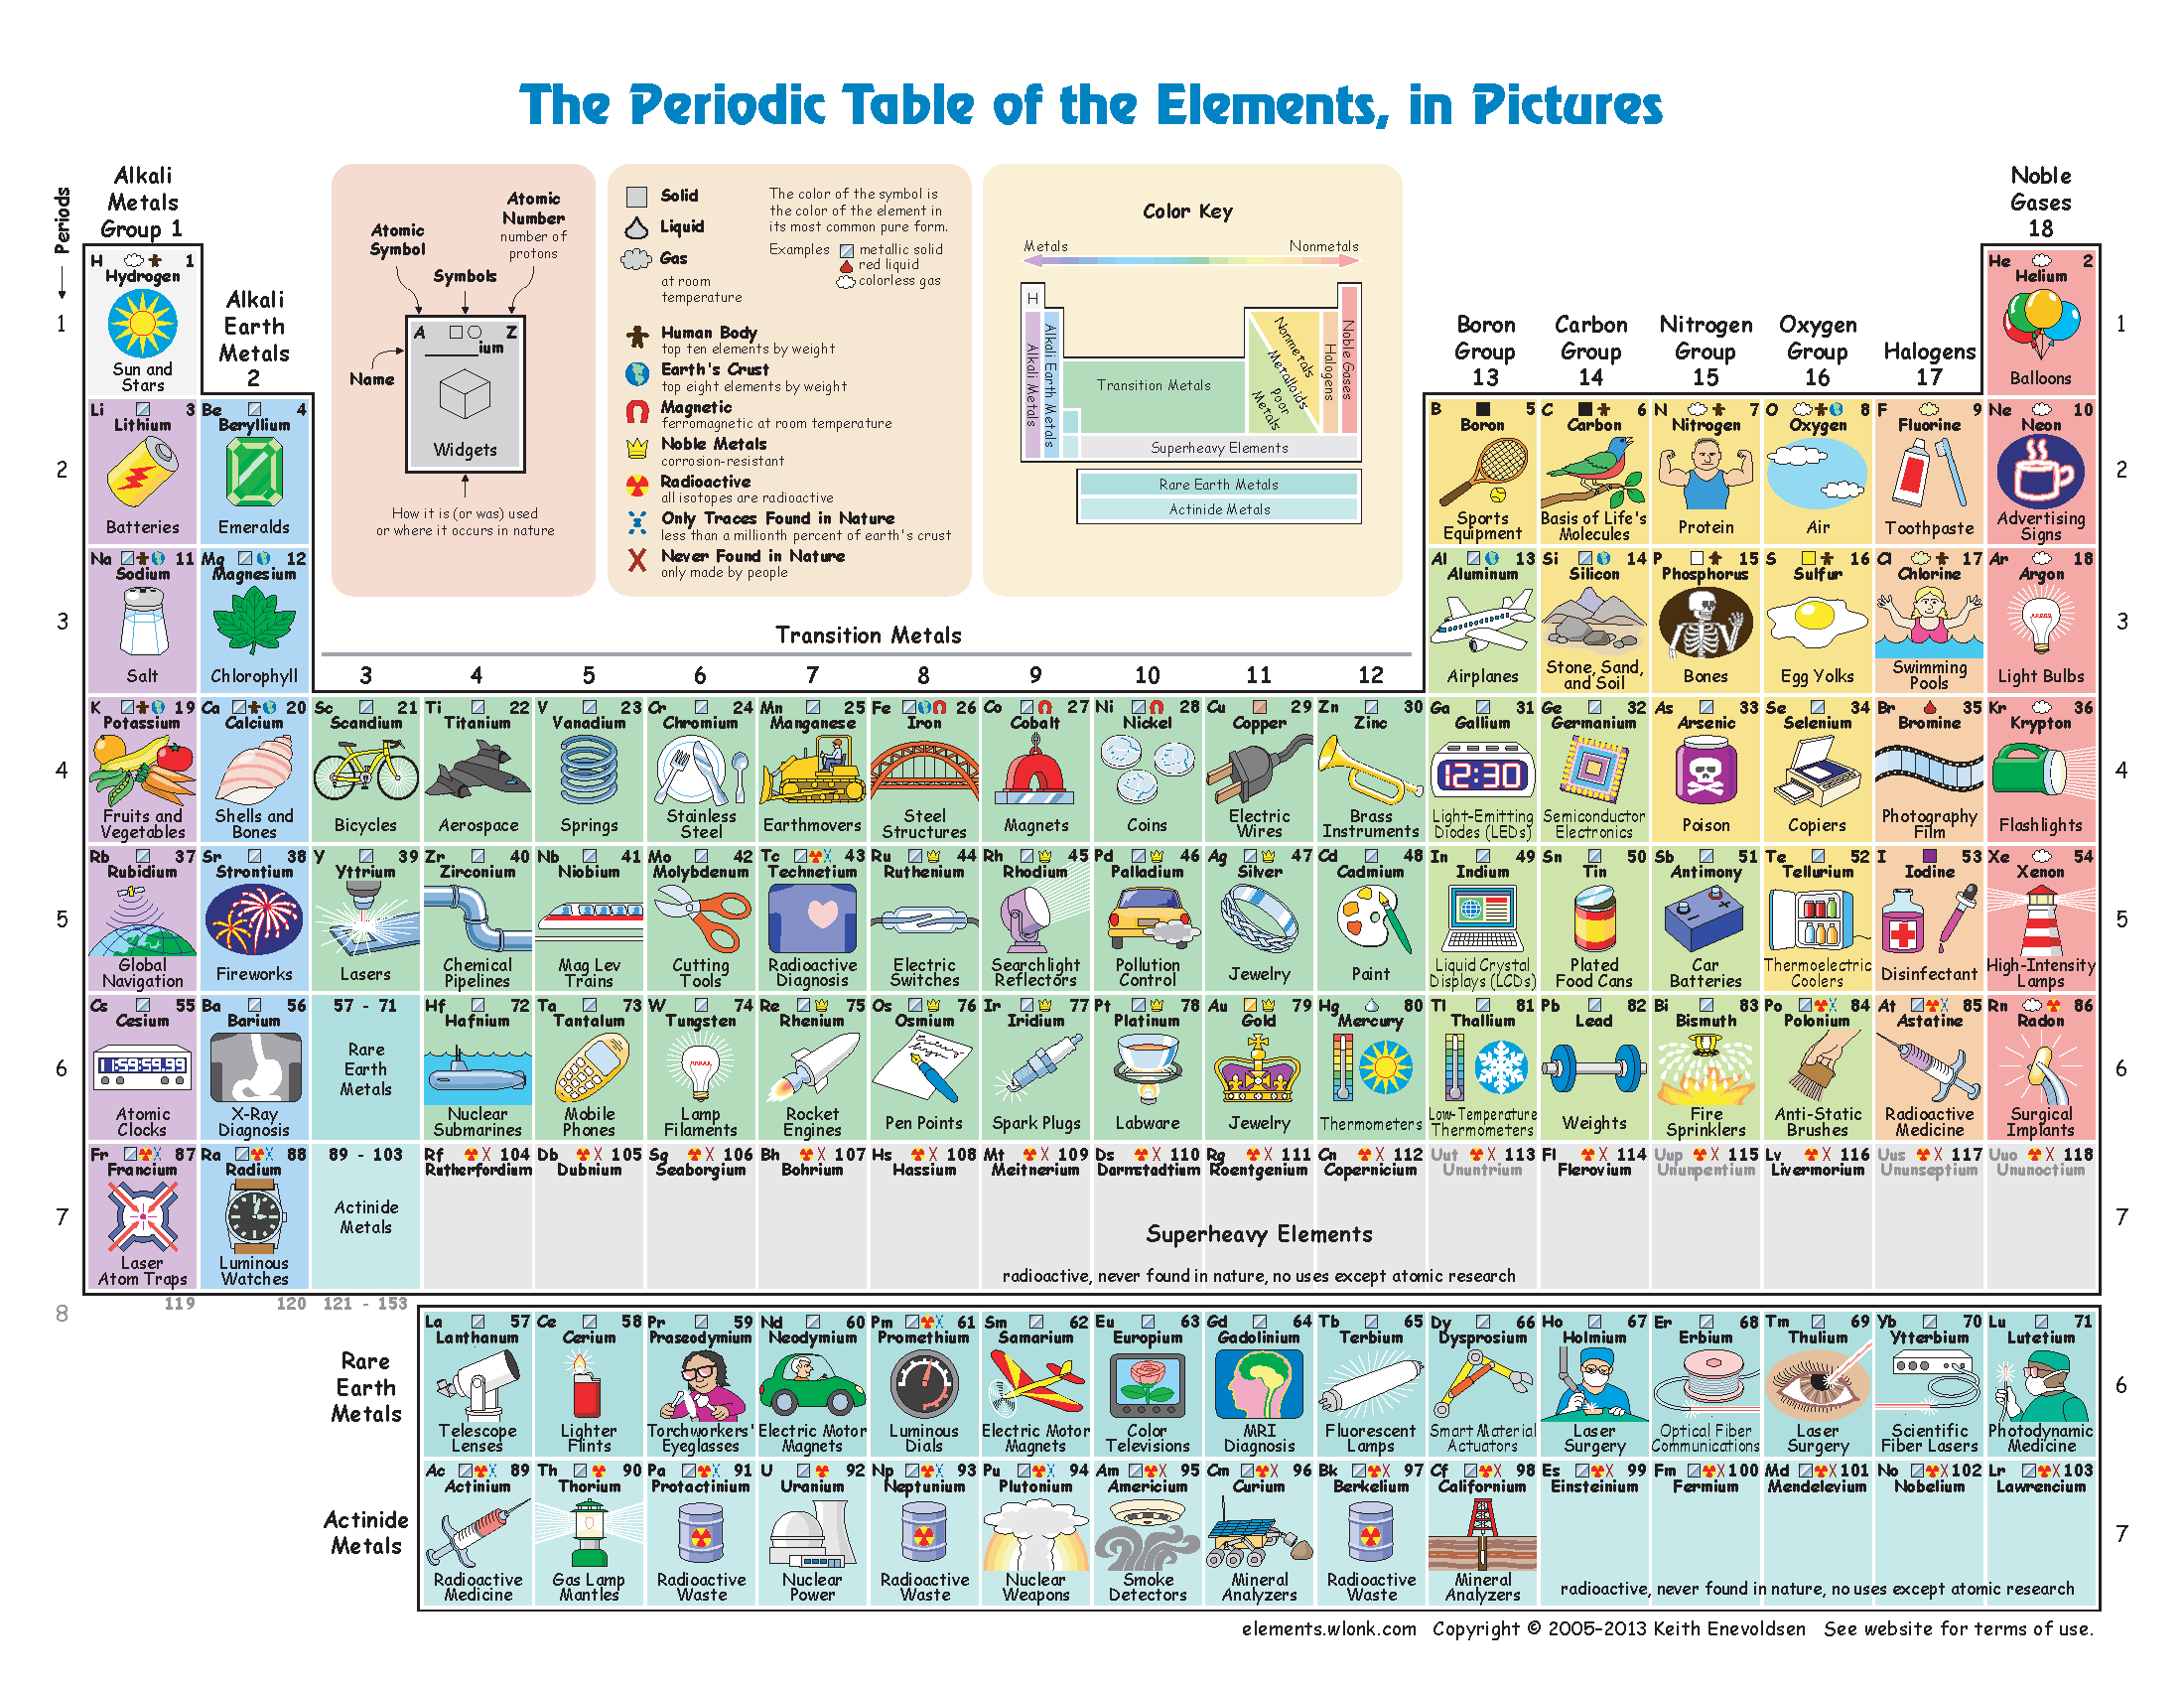 The Periodic Table of the Elements, in Pictures
Periods
Alkali
Metals
Group 1
Alkali
Earth
Metals
2
Atomic
Symbol
Atomic
Number
number of
protons
Symbols
Name
A Z
______ium
Widgets
How it is (or was) used
or where it occurs in nature
Solid
Liquid
Gas
at room
temperature
The color of the symbol is
the color of the element in
its most common pure form.
Examples metallic solid
red liquid
colorless gas
Human Body
top ten elements by weight
Earth's Crust
top eight elements by weight
Magnetic
ferromagnetic at room temperature
Noble Metals
corrosion-resistant
Radioactive
all isotopes are radioactive
Only Traces Found in Nature
less than a millionth percent of earth's crust
Never Found in Nature
only made by people
Color Key
Metals Nonmetals
H
Alkali Metals
Alkali Earth Metals
Transition Metals
Nonmetals
Metalloids
Poor
Metals
Halogens
Noble Gases
Superheavy Elements
Rare Earth Metals
Actinide Metals
Boron
Group
13
Carbon
Group
14
Nitrogen
Group
15
Oxygen
Group
16
Halogens
17
Noble
Gases
18
Transition Metals
3 4 5 6 7 8 9 10 11 12
1
H 1
Hydrogen
Sun and
Stars
He 2
Helium
Balloons
1
2
Li 3
Lithium
Batteries
Be 4
Beryllium
Emeralds
B 5
Boron
Sports
Equipment
C 6
Carbon
Basis of Life's
Molecules
N 7
Nitrogen
Protein
O 8
Oxygen
Air
F 9
Fluorine
Toothpaste
Ne 10
Neon
Advertising
Signs
2
3
Na 11
Sodium
Salt
Mg 12
Magnesium
Chlorophyll
Al 13
Aluminum
Airplanes
Si 14
Silicon
Stone, Sand,
and Soil
P 15
Phosphorus
Bones
S 16
Sulfur
Egg Yolks
Cl 17
Chlorine
Swimming
Pools
Ar 18
Argon
Light Bulbs
3
4
K 19
Potassium
Fruits and
Vegetables
Ca 20
Calcium
Shells and
Bones
Sc 21
Scandium
Bicycles
Ti 22
Titanium
Aerospace
V 23
Vanadium
Springs
Cr 24
Chromium
Stainless
Steel
Mn 25
Manganese
Earthmovers
Fe 26
Iron
Steel
Structures
Co 27
Cobalt
Magnets
Ni 28
Nickel
Coins
Cu 29
Copper
Electric
Wires
Zn 30
Zinc
Brass
Instruments
Ga 31
Gallium
12:30
Light-Emitting
Diodes (LEDs)
Ge 32
Germanium
Semiconductor
Electronics
As 33
Arsenic
Poison
Se 34
Selenium
Copiers
Br 35
Bromine
Photography
Film
Kr 36
Krypton
Flashlights
4
5
Rb 37
Rubidium
Global
Navigation
Sr 38
Strontium
Fireworks
Y 39
Yttrium
Lasers
Zr 40
Zirconium
Chemical
Pipelines
Nb 41
Niobium
Mag Lev
Trains
Mo 42
Molybdenum
Cutting
Tools
Tc 43
Technetium
Radioactive
Diagnosis
Ru 44
Ruthenium
Electric
Switches
Rh 45
Rhodium
Searchlight
Reflectors
Pd 46
Palladium
Pollution
Control
Ag 47
Silver
Jewelry
Cd 48
Cadmium
Paint
In 49
Indium
Liquid Crystal
Displays (LCDs)
Sn 50
Tin
Plated
Food Cans
Sb 51
Antimony
Car
Batteries
Te 52
Tellurium
Thermoelectric
Coolers
I 53
Iodine
Disinfectant
Xe 54
Xenon
High-Intensity
Lamps
5
6
Cs 55
Cesium
11:59:59.99
Atomic
Clocks
Ba 56
Barium
X-Ray
Diagnosis
57 - 71
Rare
Earth
Metals
Hf 72
Hafnium
Nuclear
Submarines
Ta 73
Tantalum
Mobile
Phones
W 74
Tungsten
Lamp
Filaments
Re 75
Rhenium
Rocket
Engines
Os 76
Osmium
Pen Points
Ir 77
Iridium
Spark Plugs
Pt 78
Platinum
Labware
Au 79
Gold
Jewelry
Hg 80
Mercury
Thermometers
Tl 81
Thallium
Low-Temperature
Thermometers
Pb 82
Lead
Weights
Bi 83
Bismuth
Fire
Sprinklers
Po 84
Polonium
Anti-Static
Brushes
At 85
Astatine
Radioactive
Medicine
Rn 86
Radon
Surgical
Implants
6
7
Fr 87
Francium
Laser
Atom Traps
Ra 88
Radium
Luminous
Watches
89 - 103
Actinide
Metals
Rf 104
Rutherfordium
Db 105
Dubnium
Sg 106
Seaborgium
Bh 107
Bohrium
Hs 108
Hassium
Mt 109
Meitnerium
Ds 110
Darmstadtium
Rg 111
Roentgenium
Cn 112
Copernicium
Uut 113
Ununtrium
Fl 114
Flerovium
Uup 115
Ununpentium
Lv 116
Livermorium
Uus 117
Ununseptium
Uuo 118
Ununoctium
Superheavy Elements
radioactive, never found in nature, no uses except atomic research
7
8
119 120 121 - 153
Rare
Earth
Metals
La 57
Lanthanum
Telescope
Lenses
Ce 58
Cerium
Lighter
Flints
Pr 59
Praseodymium
Torchworkers'
Eyeglasses
Nd 60
Neodymium
Electric Motor
Magnets
Pm 61
Promethium
Luminous
Dials
Sm 62
Samarium
Electric Motor
Magnets
Eu 63
Europium
Color
Televisions
Gd 64
Gadolinium
MRI
Diagnosis
Tb 65
Terbium
Fluorescent
Lamps
Dy 66
Dysprosium
Smart Material
Actuators
Ho 67
Holmium
Laser
Surgery
Er 68
Erbium
Optical Fiber
Communications
Tm 69
Thulium
Laser
Surgery
Yb 70
Ytterbium
Scientific
Fiber Lasers
Lu 71
Lutetium
Photodynamic
Medicine
6
Actinide
Metals
Ac 89
Actinium
Radioactive
Medicine
Th 90
Thorium
Gas Lamp
Mantles
Pa 91
Protactinium
Radioactive
Waste
U 92
Uranium
Nuclear
Power
Np 93
Neptunium
Radioactive
Waste
Pu 94
Plutonium
Nuclear
Weapons
Am 95
Americium
Smoke
Detectors
Cm 96
Curium
Mineral
Analyzers
Bk 97
Berkelium
Radioactive
Waste
Cf 98
Californium
Mineral
Analyzers
Es 99
Einsteinium
Fm 100
Fermium
Md 101
Mendelevium
No 102
Nobelium
Lr 103
Lawrencium
radioactive, never found in nature, no uses except atomic research
7
elements.wlonk.com Copyright © 2005-2013 Keith Enevoldsen See website for terms of use.